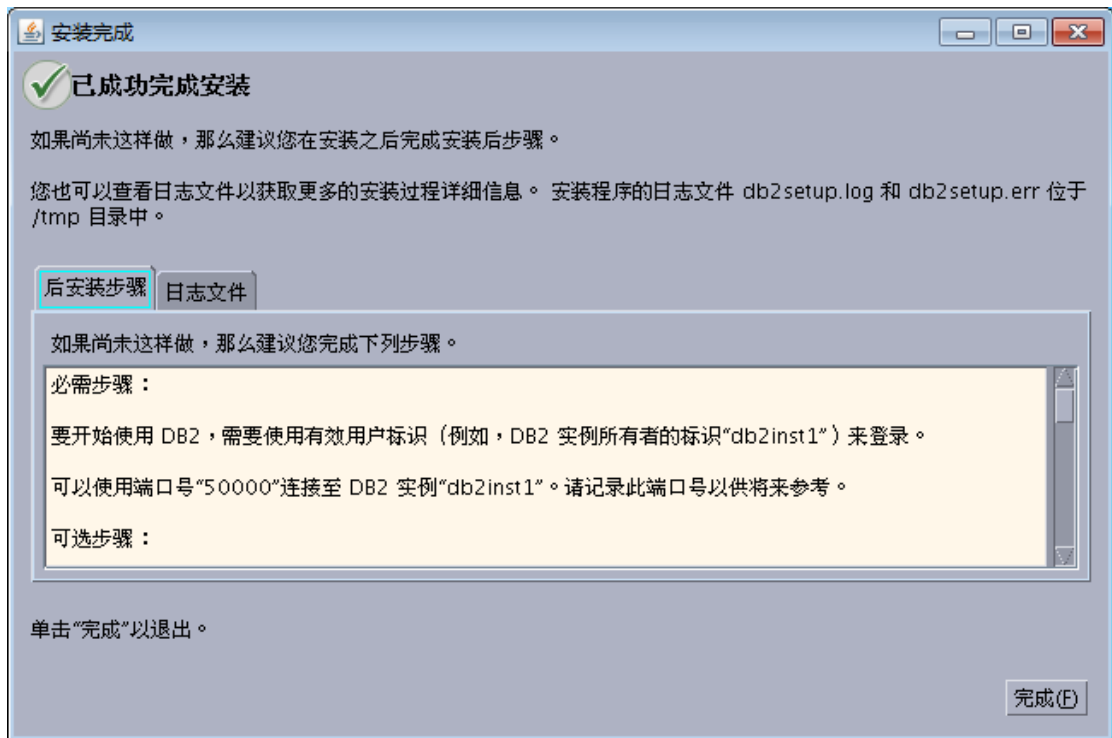 安装完成
已成功完成安装
如果尚未这样做，那么建议您在安装之后完成安装后步骤。
您也可以查看日志文件以获取更多的安装过程详细信息。 安装程序的日志文件 db2setup.log 和 db2setup.err 位于
/tmp 目录中。
后安装步骤 日志文件
如果尚未这样做，那么建议您完成下列步骤。
必需步骤：
要开始使用 DB2，需要使用有效用户标识（例如，DB2 实例所有者的标识“db2inst1”）来登录。
可以使用端口号“50000”连接至 DB2 实例“db2inst1”。请记录此端口号以供将来参考。
可选步骤：
单击“完成”以退出。
完成(F)